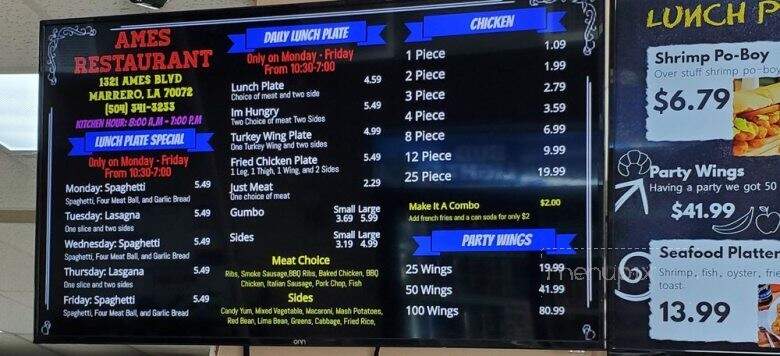 AMES
RESTAURANT
1321 AMES BLVD
MARRERO, LA 70072
(504) 341-3233
KITCHEN HOUR: 8:00 A.M - 7:00 P.M
LUNCH PLATE SPECIAL
Only on Monday - Friday
From 10:30-7:00
Monday: Spaghetti 5.49
Spaghetti, Four Meat Ball, and Garlic Bread
Tuesday: Lasagna 5.49
One slice and two sides
Wednesday: Spaghetti 5.49
Spaghetti, Four Meat Ball, and Garlic Bread
Thursday: Lasgana 5.49
One slice and two sides
Friday: Spaghetti 5.49
Spaghetti, Four Meat Ball, and Garlic Bread
DAILY LUNCH PLATE
Only on Monday - Friday
From 10:30-7:00
Lunch Plate 4.59
Choice of meat and two side
Im Hungry 5.49
Two Choice of meat Two Sides
Turkey Wing Plate 4.99
One Turkey Wing and two sides
Fried Chicken Plate 5.49
1 Leg, 1 Thigh, 1 Wing, and 2 Sides
Just Meat 2.29
One choice of meat
Small Large
Gumbo 3.69 5.99
Small Large
Sides 3.19 4.99
Meat Choice
Ribs, Smoke Sausage,BBQ Ribs, Baked Chicken, BBQ
Chicken, Italian Sausage, Pork Chop, Fish
Sides
Candy Yum, Mixed Vagetable, Macaroni, Mash Potatoes,
Red Bean, Lima Bean, Greens, Cabbage, Fried Rice,
CHICKEN
1 Piece 1.09
2 Piece 1.99
3 Piece 2.79
4 Piece 3.59
8 Piece 6.99
12 Piece 9.99
25 Piece 19.99
Make It A Combo $2.00
Add french fries and a can soda for only $2
PARTY WINGS
25 Wings 19.99
50 Wings 41.99
100 Wings 80.99
onn
LUNCH P
Shrimp Po-Boy
Over stuff shrimp po-boy
$6.79
Party Wings
Having a party we got 50
$41.99
Seafood Platter
Shrimp, fish, oyster, frie
toast.
13.99
menupix